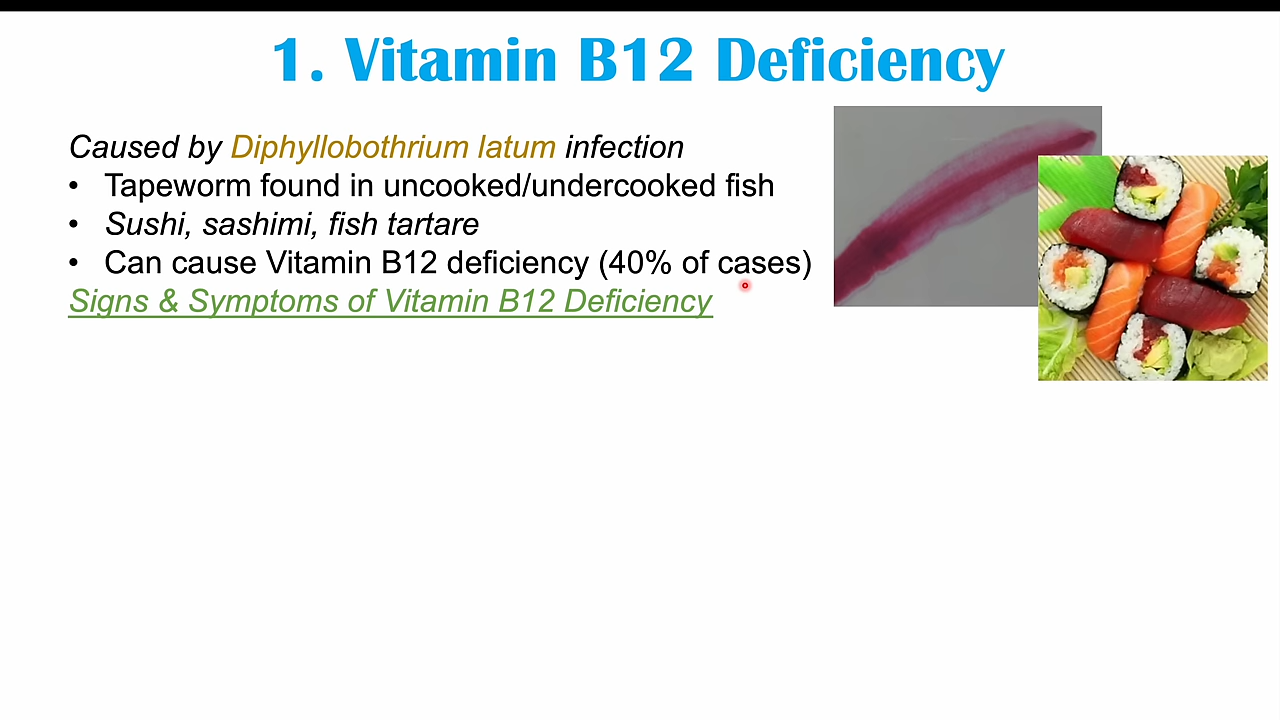 1. Vitamin B12 Deficiency
Caused by Diphyllobothrium latum infection
• Tapeworm found in uncooked/undercooked fish
• Sushi, sashimi, fish tartare
• Can cause Vitamin B12 deficiency (40% of cases)
Signs & Symptoms of Vitamin B12 Deficiency